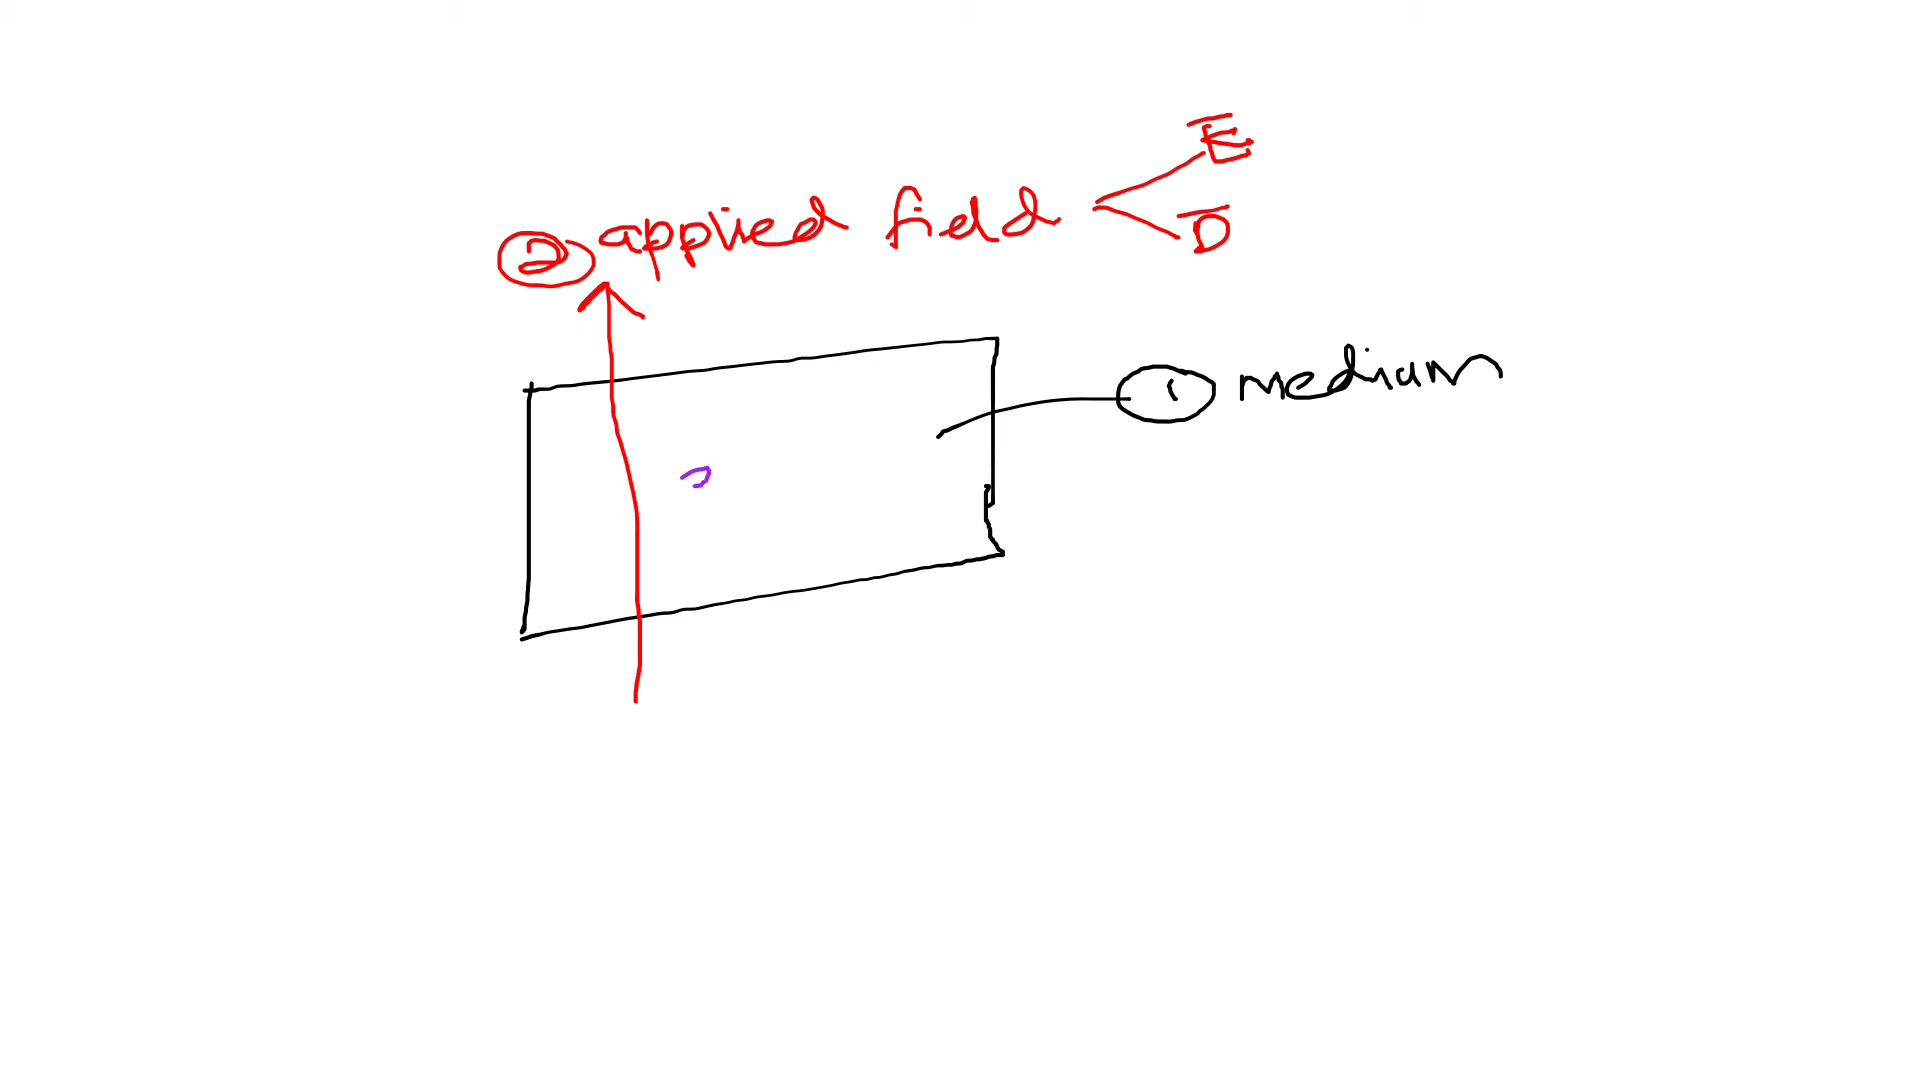 E
② applied field
D
① medium